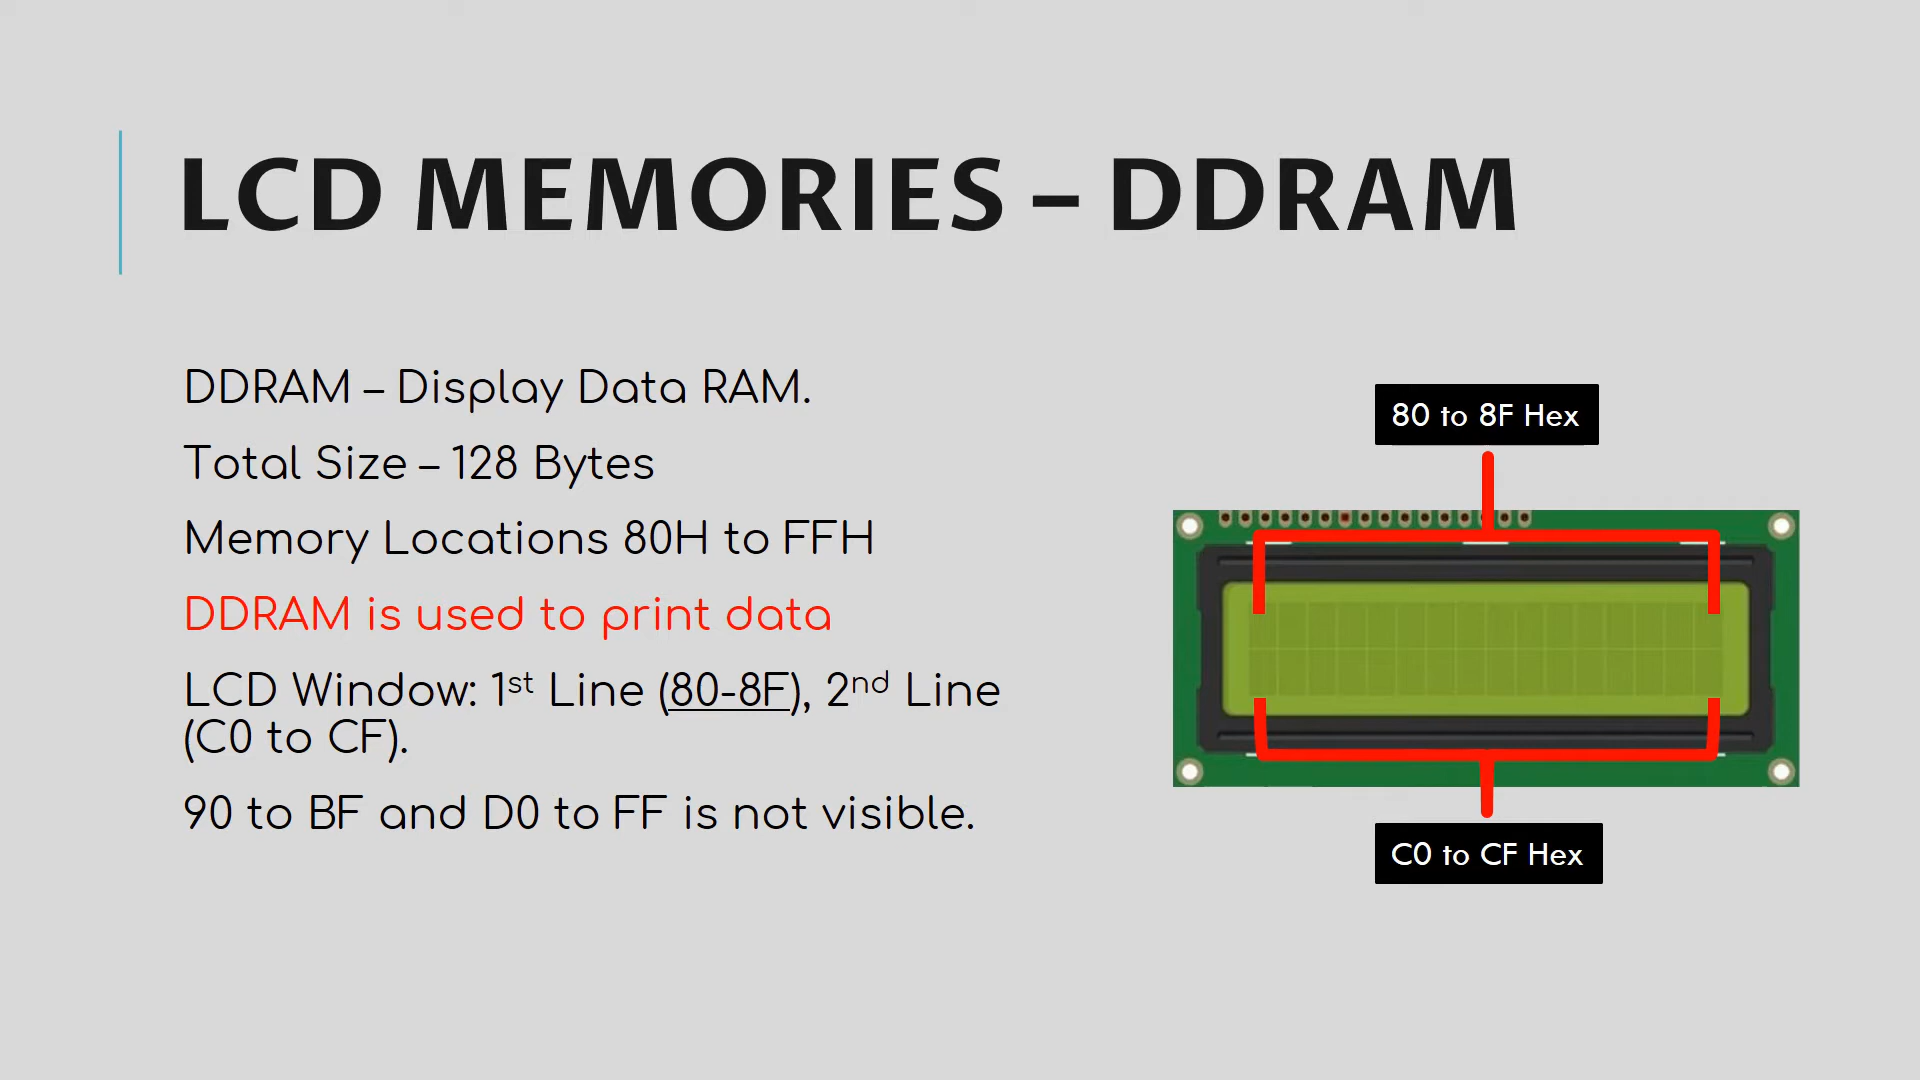 LCD MEMORIES – DDRAM
DDRAM – Display Data RAM.
Total Size – 128 Bytes
Memory Locations 80H to FFH
DDRAM is used to print data
LCD Window: 1st Line (80-8F), 2nd Line
(C0 to CF).
90 to BF and D0 to FF is not visible.
80 to 8F Hex
C0 to CF Hex